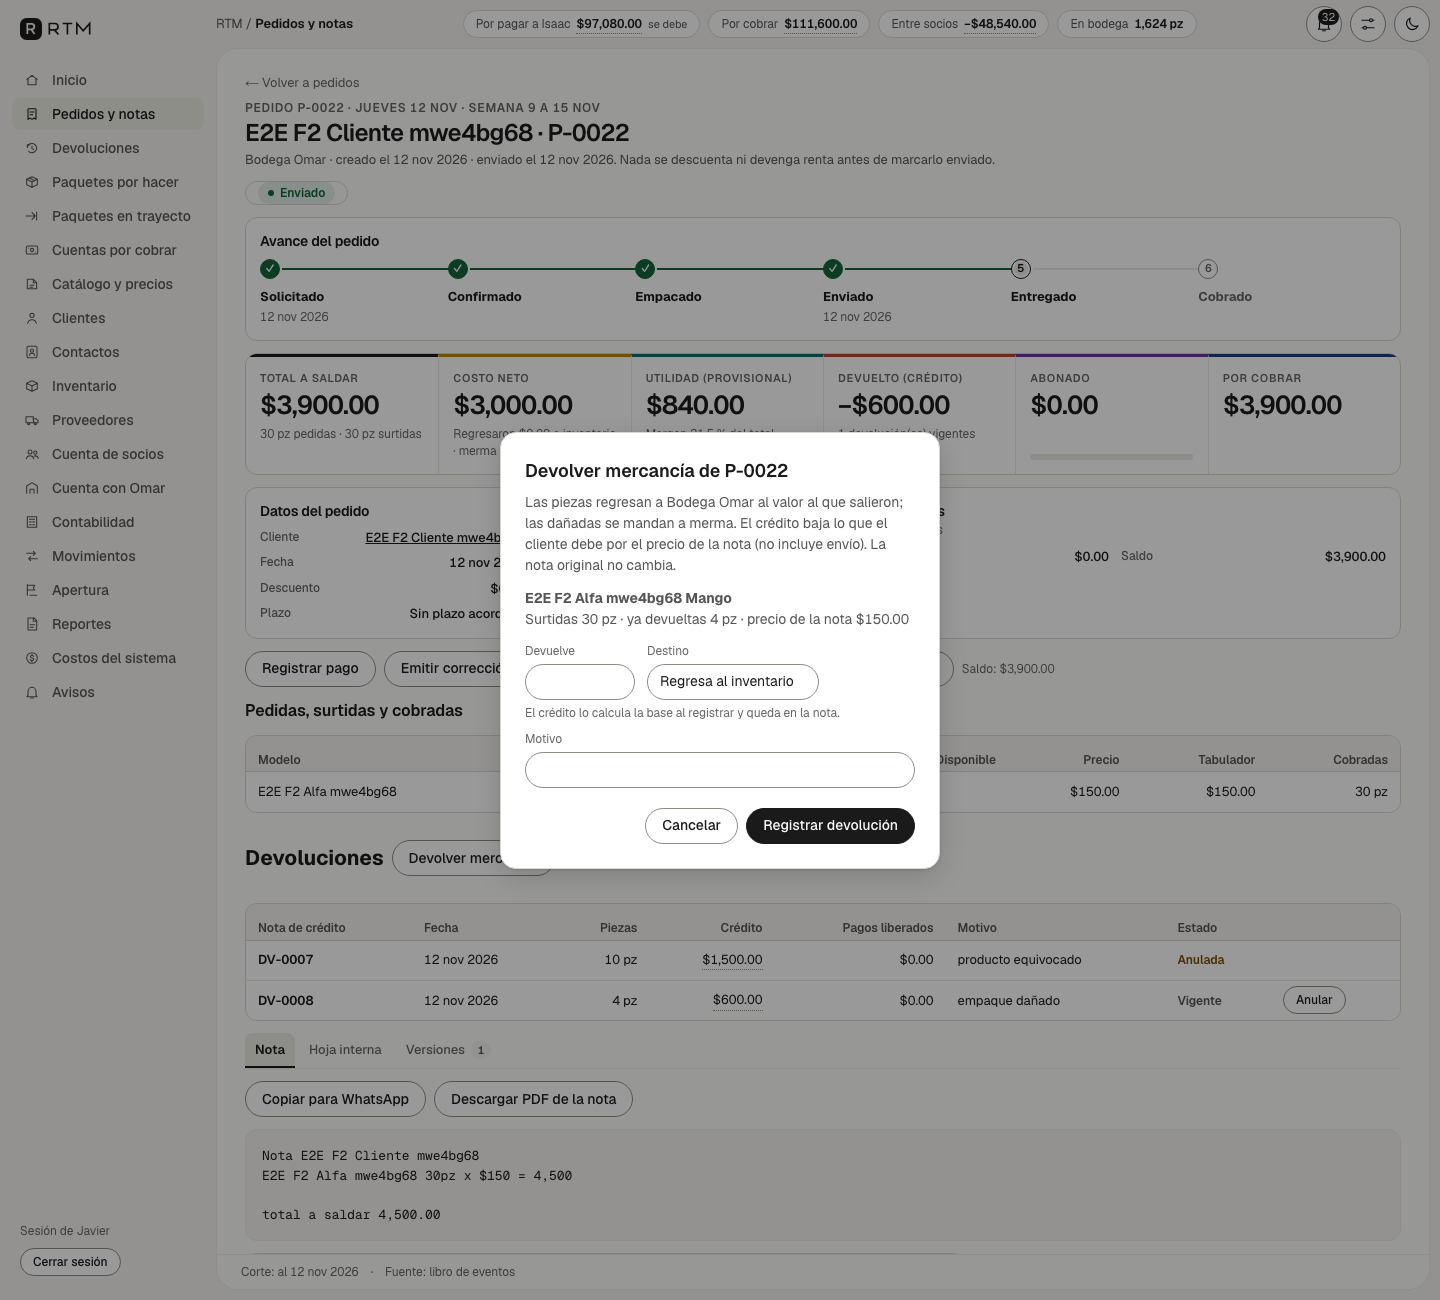 R RTM
RTM / Pedidos y notas
Por pagar a Isaac $97,080.00 se debe
Por cobrar $111,600.00
Entre socios −$48,540.00
En bodega 1,624 pz
32
Inicio
Pedidos y notas
Devoluciones
Paquetes por hacer
Paquetes en trayecto
Cuentas por cobrar
Catálogo y precios
Clientes
Contactos
Inventario
Proveedores
Cuenta de socios
Cuenta con Omar
Contabilidad
Movimientos
Apertura
Reportes
Costos del sistema
Avisos
Sesión de Javier
Cerrar sesión
← Volver a pedidos
PEDIDO P-0022 · JUEVES 12 NOV · SEMANA 9 A 15 NOV
E2E F2 Cliente mwe4bg68 · P-0022
Bodega Omar · creado el 12 nov 2026 · enviado el 12 nov 2026. Nada se descuenta ni devenga renta antes de marcarlo enviado.
Enviado
Avance del pedido
5
6
Solicitado
Confirmado
Empacado
Enviado
Entregado
Cobrado
12 nov 2026
12 nov 2026
TOTAL A SALDAR
$3,900.00
30 pz pedidas · 30 pz surtidas
COSTO NETO
$3,000.00
Regresaron $0.00 a inventario
· merma
UTILIDAD (PROVISIONAL)
$840.00
DEVUELTO (CRÉDITO)
−$600.00
1 devolución(es) vigentes
ABONADO
$0.00
POR COBRAR
$3,900.00
Datos del pedido
Cliente E2E F2 Cliente mwe4b
Fecha 12 nov 2
Descuento $
Plazo Sin plazo acor
s
s
$0.00 Saldo $3,900.00
Registrar pago
Emitir correcci
Saldo: $3,900.00
Pedidas, surtidas y cobradas
Modelo
Disponible
Precio
Tabulador
Cobradas
E2E F2 Alfa mwe4bg68
$150.00
$150.00
30 pz
Devoluciones
Devolver merc
Devolver mercancía de P-0022
Las piezas regresan a Bodega Omar al valor al que salieron;
las dañadas se mandan a merma. El crédito baja lo que el
cliente debe por el precio de la nota (no incluye envío). La
nota original no cambia.
E2E F2 Alfa mwe4bg68 Mango
Surtidas 30 pz · ya devueltas 4 pz · precio de la nota $150.00
Devuelve
Destino
Regresa al inventario
El crédito lo calcula la base al registrar y queda en la nota.
Motivo
Cancelar
Registrar devolución
Nota de crédito
Fecha
Piezas
Crédito
Pagos liberados
Motivo
Estado
DV-0007 12 nov 2026 10 pz $1,500.00 $0.00 producto equivocado Anulada
DV-0008 12 nov 2026 4 pz $600.00 $0.00 empaque dañado Vigente Anular
Nota
Hoja interna
Versiones 1
Copiar para WhatsApp
Descargar PDF de la nota
Nota E2E F2 Cliente mwe4bg68
E2E F2 Alfa mwe4bg68 30pz x $150 = 4,500
total a saldar 4,500.00
Corte: al 12 nov 2026 · Fuente: libro de eventos